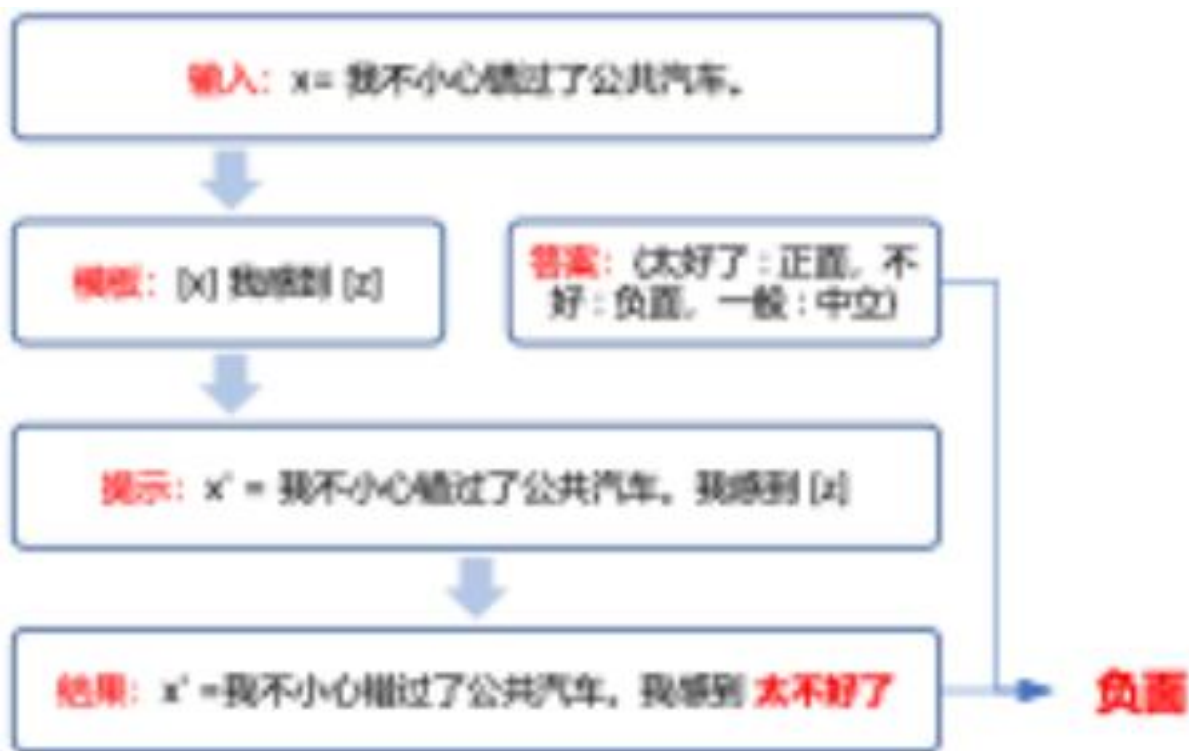 输入：x= 我不小心错过了公共汽车。
模板：[x] 我感到 [z]
答案：(太好了：正面，不
好：负面，一般：中立)
提示：x' = 我不小心错过了公共汽车。我感到 [z]
结果：x' =我不小心错过了公共汽车。我感到 太不好了
负面